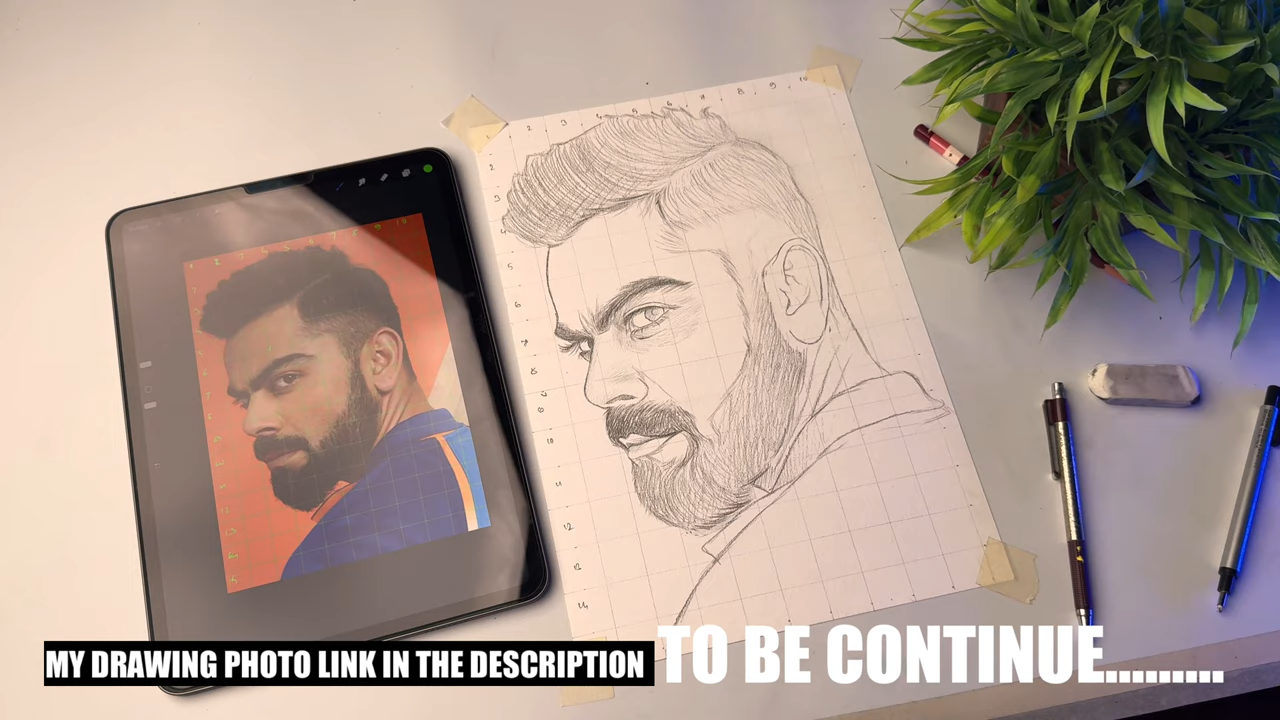 MY DRAWING PHOTO LINK IN THE DESCRIPTION
TO BE CONTINUE.........